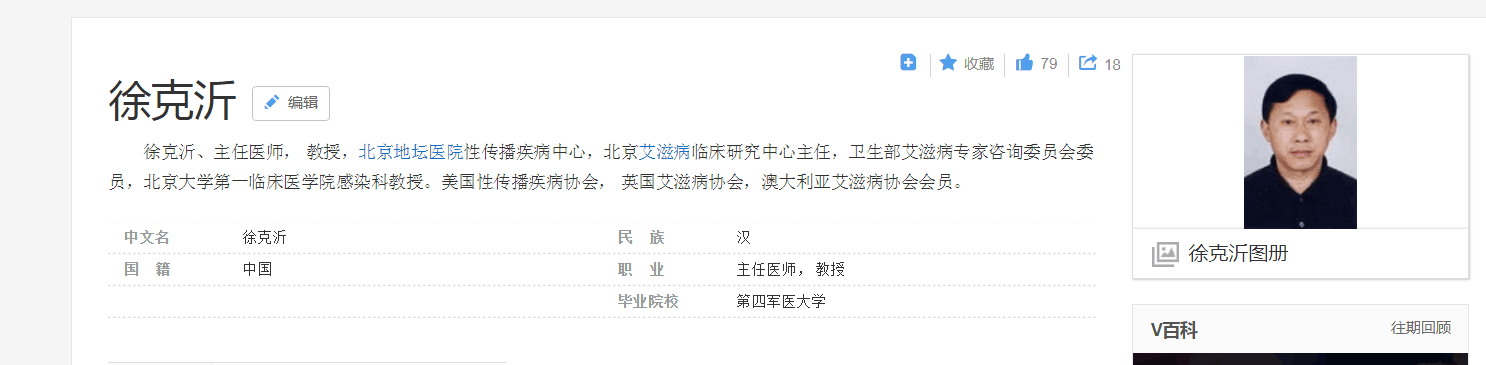 收藏 79 18
徐克沂 编辑
徐克沂、主任医师， 教授，北京地坛医院性传播疾病中心，北京艾滋病临床研究中心主任，卫生部艾滋病专家咨询委员会委
员，北京大学第一临床医学院感染科教授。美国性传播疾病协会， 英国艾滋病协会，澳大利亚艾滋病协会会员。
中文名 徐克沂 民 族 汉
国 籍 中国 职 业 主任医师，教授
毕业院校 第四军医大学
徐克沂图册
V百科 往期回顾